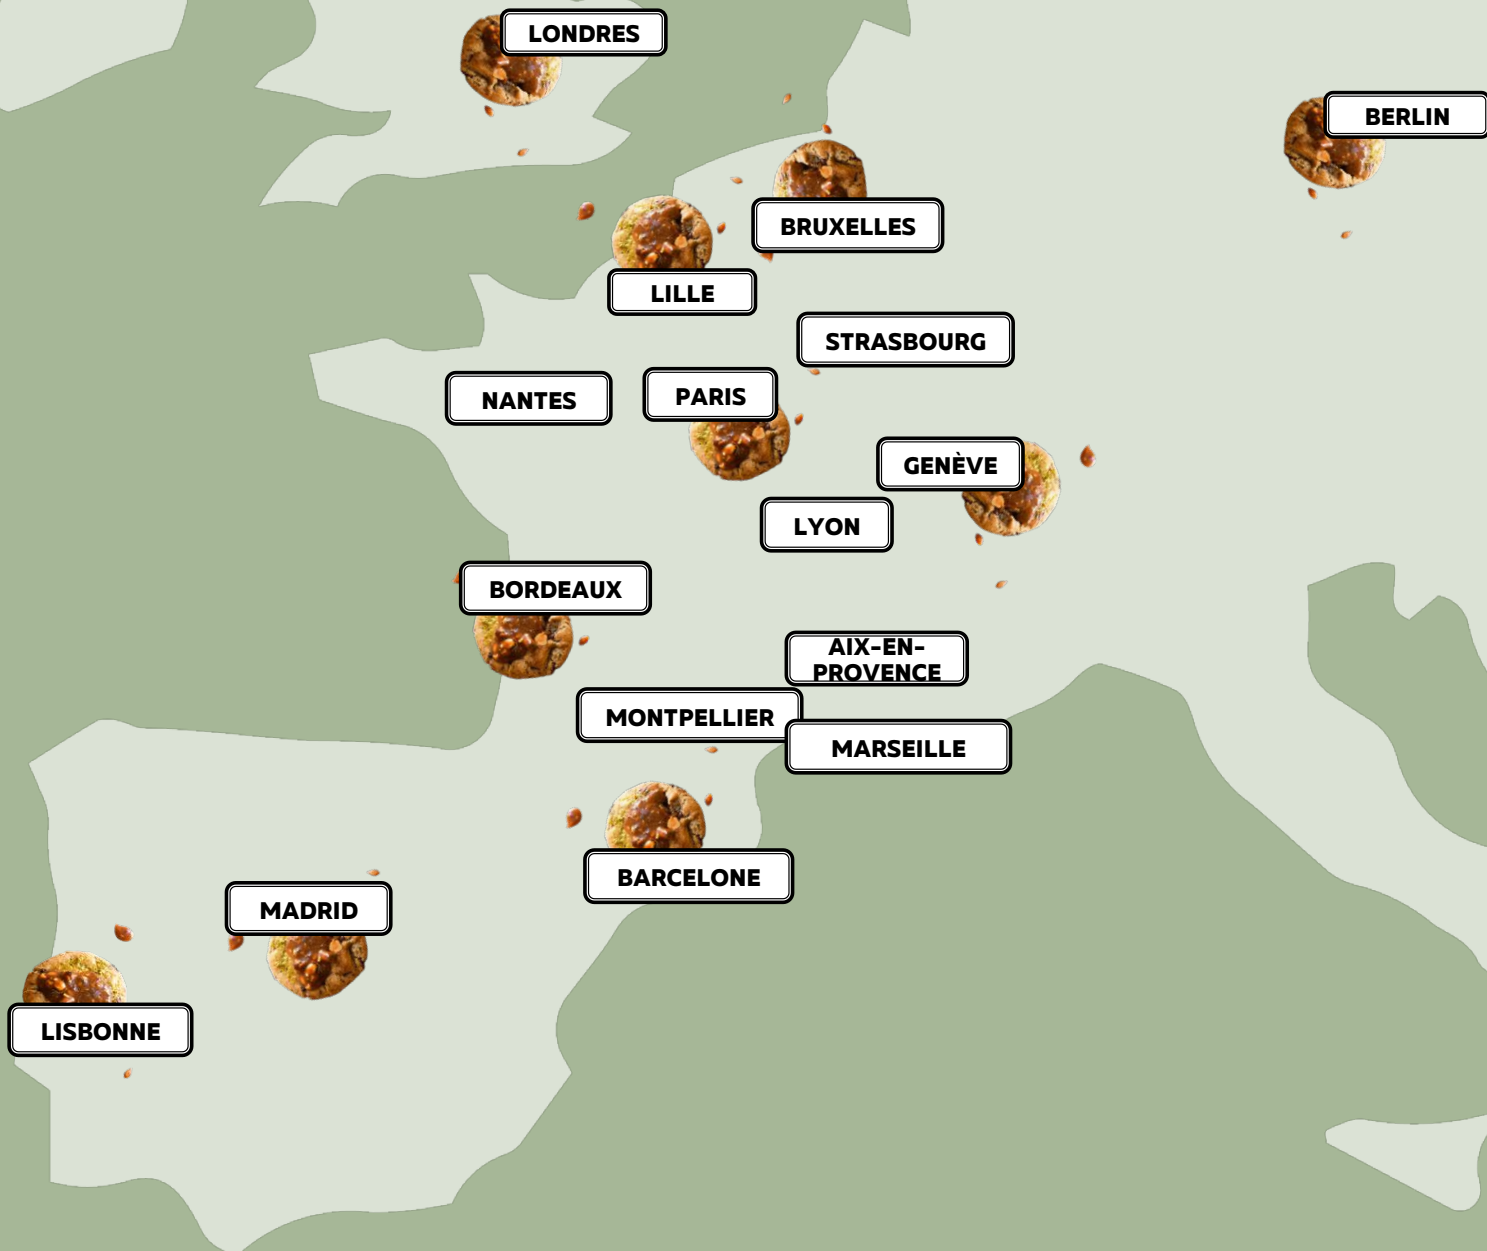 LONDRES
BERLIN
BRUXELLES
LILLE
STRASBOURG
NANTES
PARIS
GENÈVE
LYON
BORDEAUX
AIX-EN-
PROVENCE
MONTPELLIER
MARSEILLE
BARCELONE
MADRID
LISBONNE